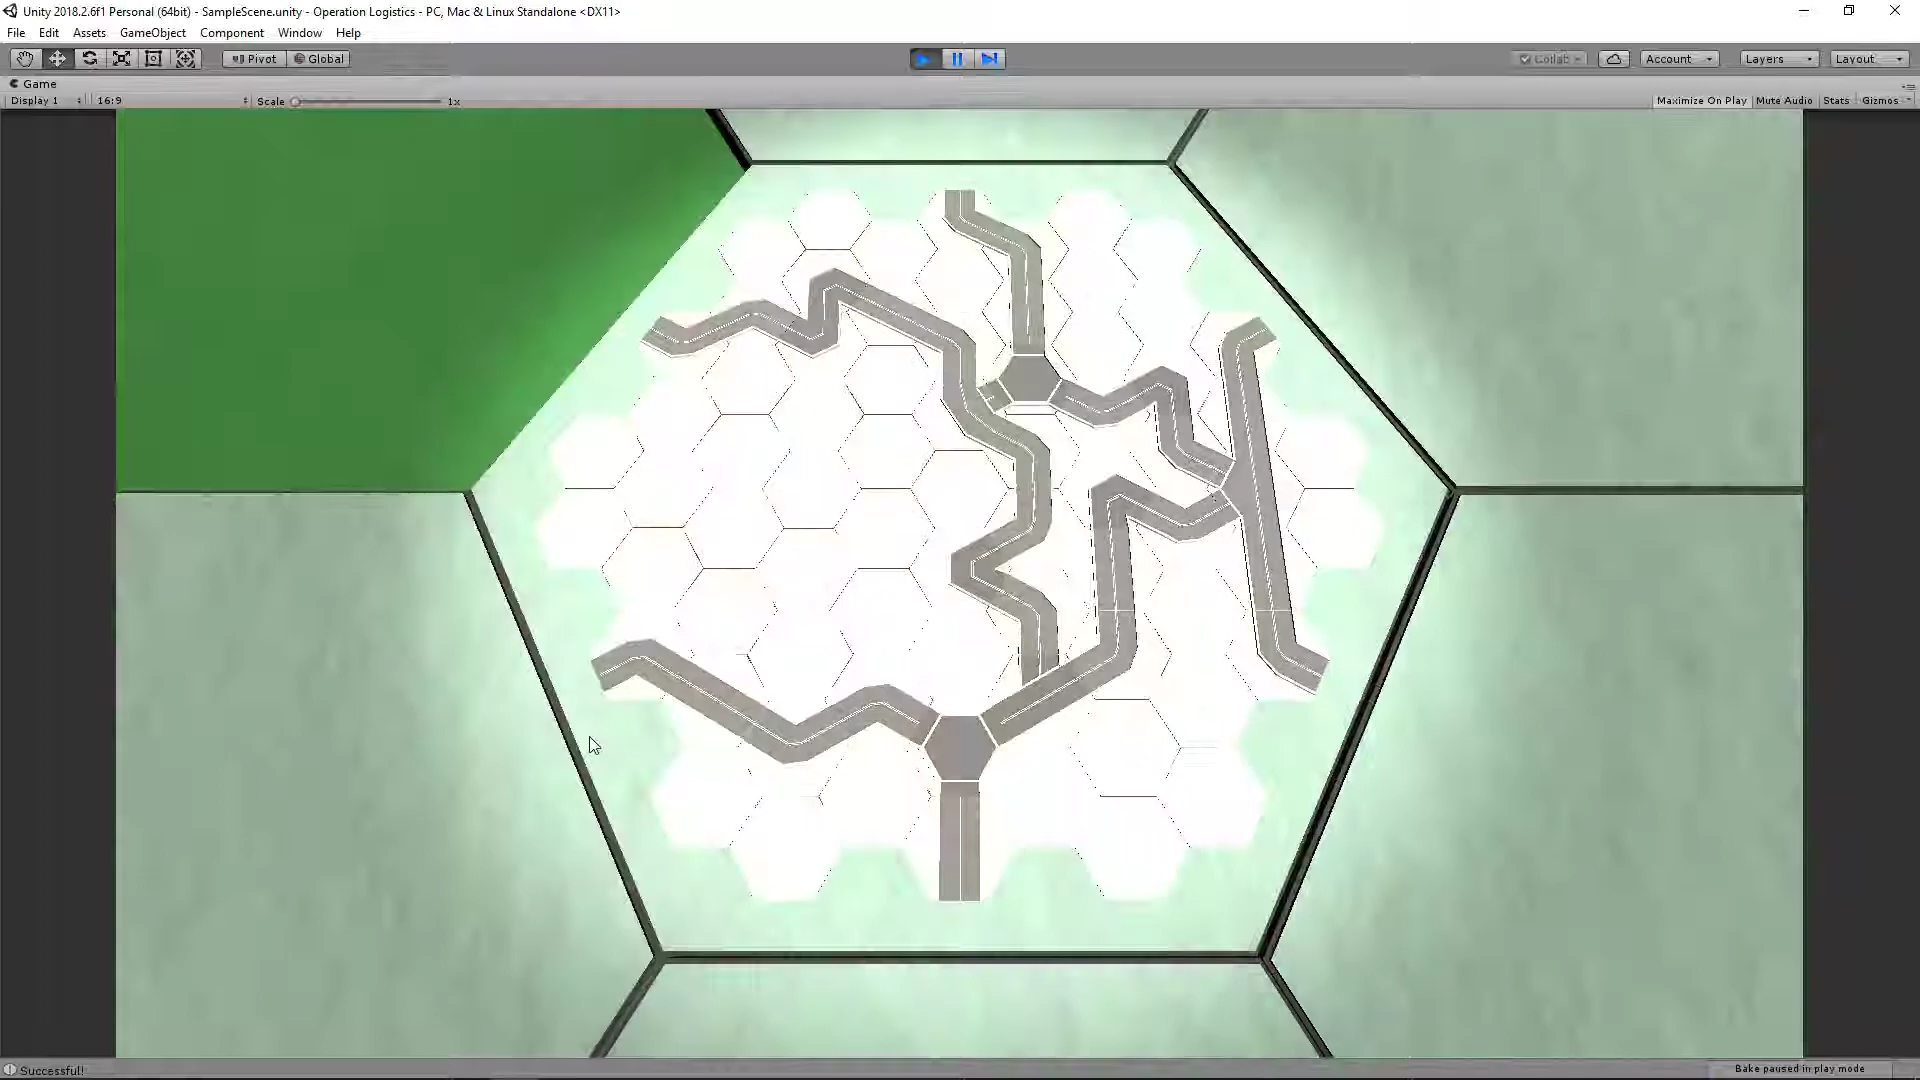 Unity 2018.2.6f1 Personal (64bit) - SampleScene.unity - Operation Logistics - PC, Mac & Linux Standalone <DX11>
File Edit Assets GameObject Component Window Help
Pivot Global Collab Account Layers Layout
Game
Display 1 16:9 Scale 1x Maximize On Play Mute Audio Stats Gizmos
Successful! Bake paused in play mode